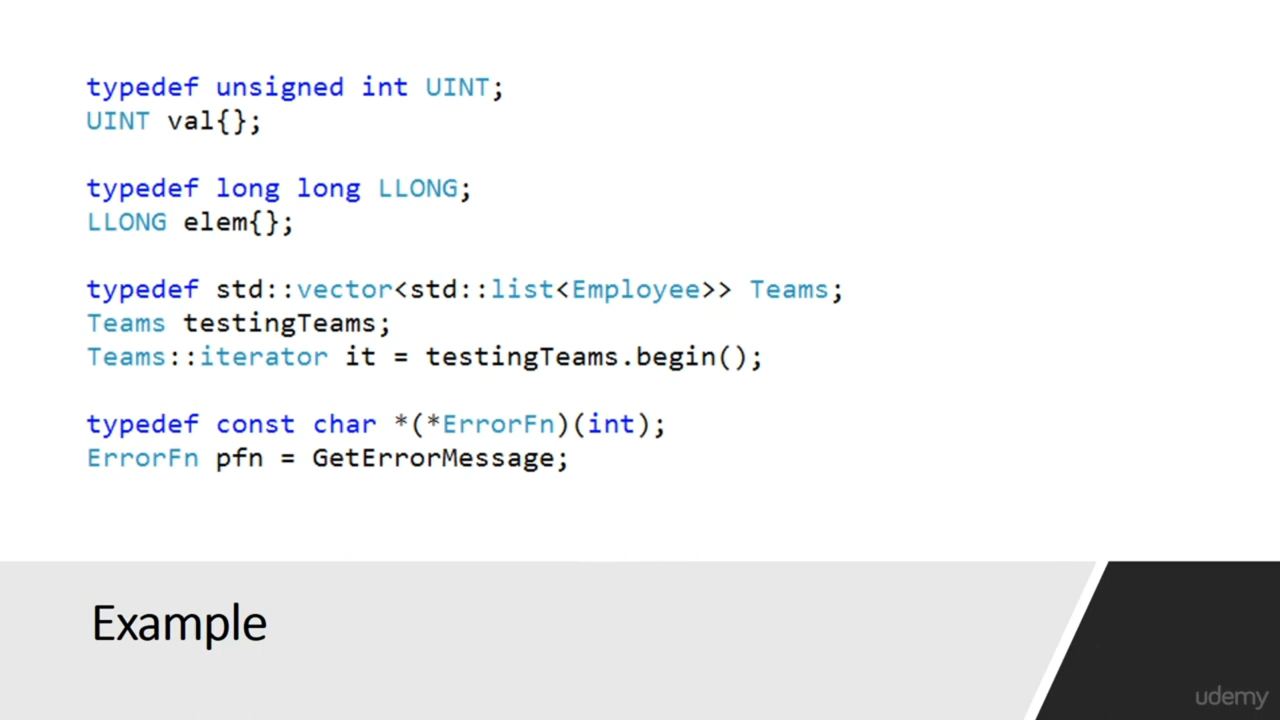 typedef unsigned int UINT;
UINT val{};
typedef long long LLONG;
LLONG elem{};
typedef std::vector<std::list<Employee>> Teams;
Teams testingTeams;
Teams::iterator it = testingTeams.begin();
typedef const char *(*ErrorFn)(int);
ErrorFn pfn = GetErrorMessage;
Example
udemy